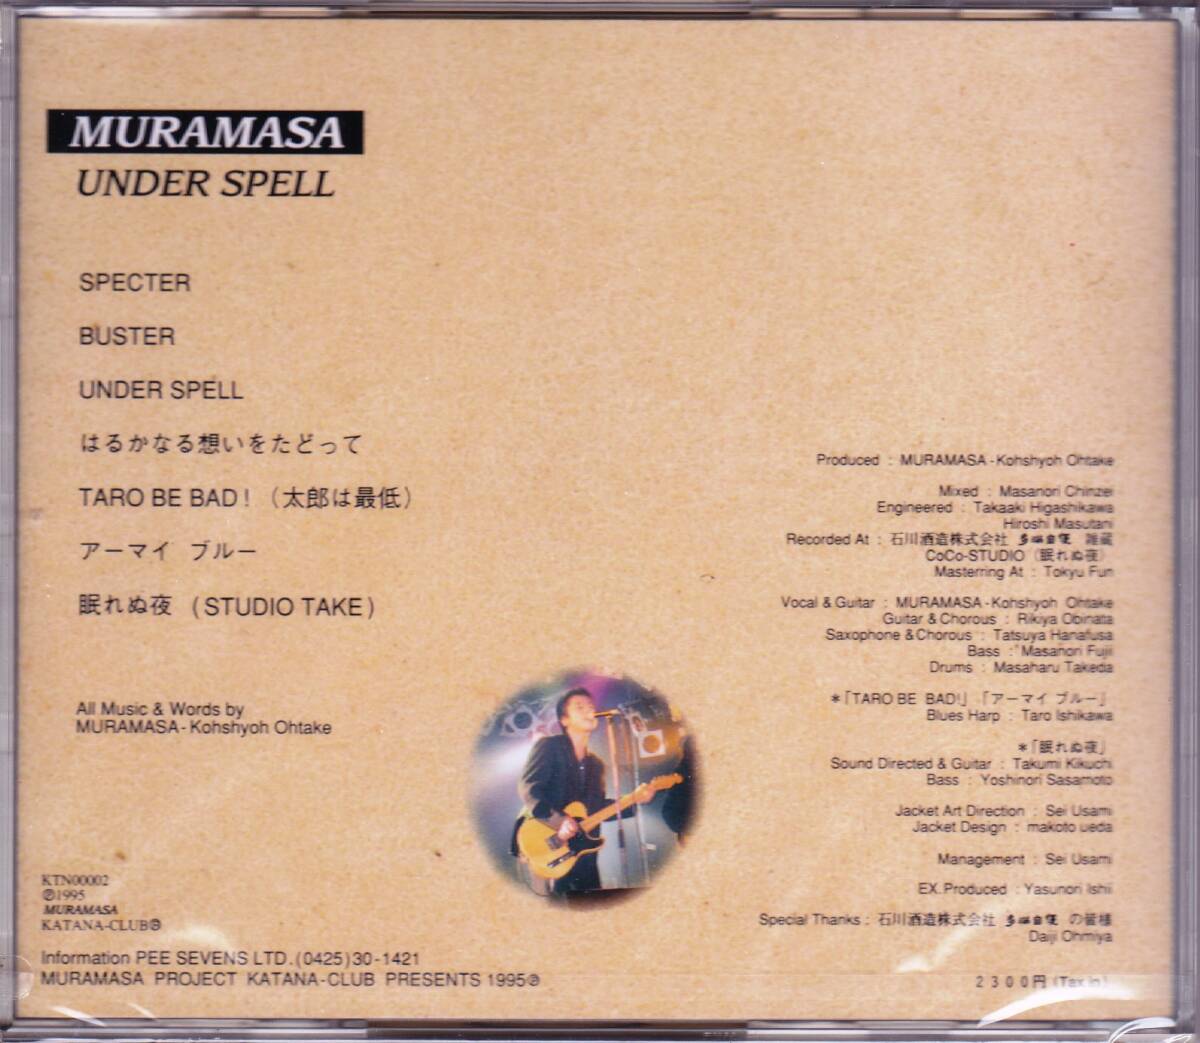 MURAMASA
UNDER SPELL
SPECTER
BUSTER
UNDER SPELL
はるかなる想いをたどって
TARO BE BAD! (太郎は最低)
アーマイ ブルー
眠れぬ夜 (STUDIO TAKE)
All Music & Words by
MURAMASA-Kohshyoh Ohtake
Produced : MURAMASA-Kohshyoh Ohtake
Mixed : Masanori Chinzei
Engineered : Takaaki Higashikawa
Hiroshi Masutani
Recorded At : 石川酒造株式会社 多満自慢 雑蔵
CoCo-STUDIO (眠れぬ夜)
Masterring At : Tokyu Fun
Vocal & Guitar : MURAMASA-Kohshyoh Ohtake
Guitar & Chorous : Rikiya Obinata
Saxophone & Chorous : Tatsuya Hanafusa
Bass : Masanori Fujii
Drums : Masaharu Takeda
*「TARO BE BAD!」「アーマイ ブルー」
Blues Harp : Taro Ishikawa
*「眠れぬ夜」
Sound Directed & Guitar : Takumi Kikuchi
Bass : Yoshinori Sasamoto
Jacket Art Direction : Sei Usami
Jacket Design : makoto ueda
Management : Sei Usami
EX.Produced : Yasunori Ishii
Special Thanks : 石川酒造株式会社 多満自慢 の皆様
Daiji Ohmiya
KTN00002
℗1995
MURAMASA
KATANA-CLUB℗
Information PEE SEVENS LTD.(0425)30-1421
MURAMASA PROJECT KATANA-CLUB PRESENTS 1995℗
2300円 (Tax in)